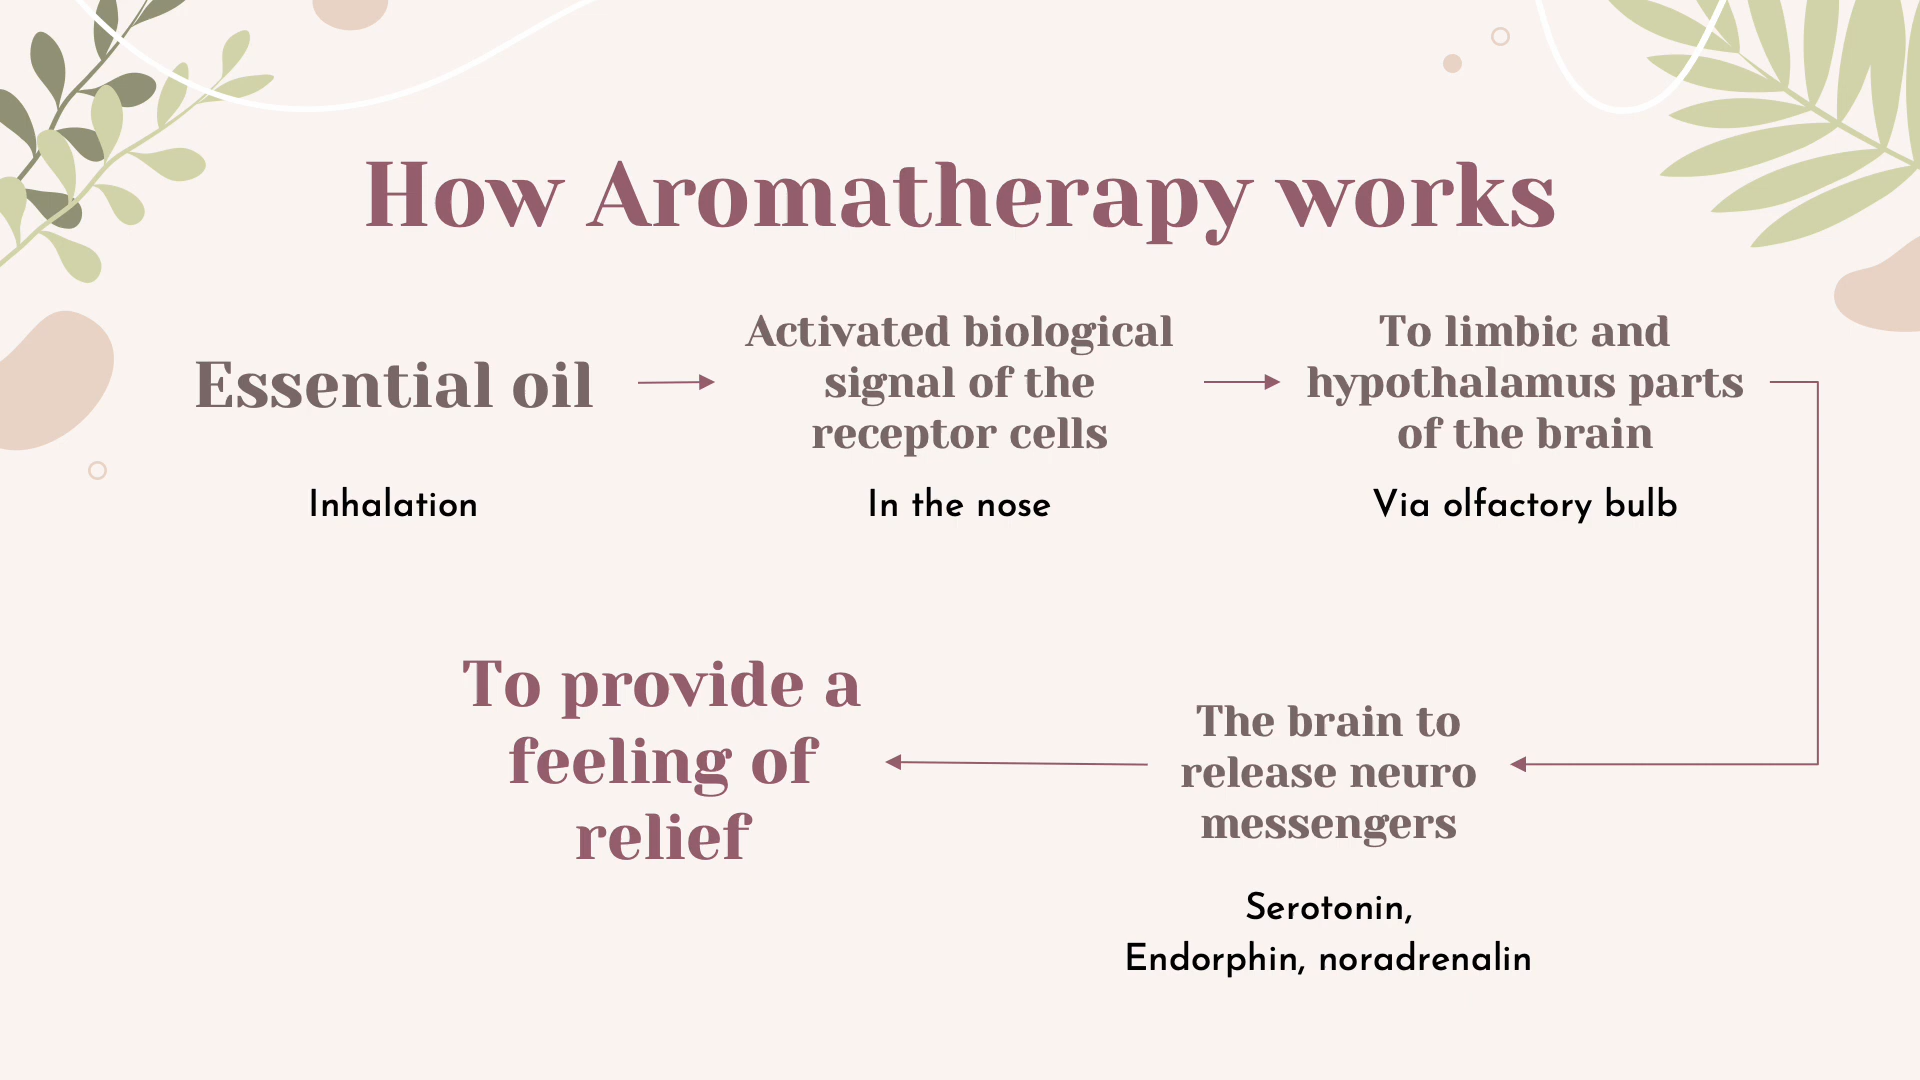 How Aromatherapy works
Essential oil
Inhalation
Activated biological
signal of the
receptor cells
In the nose
To limbic and
hypothalamus parts
of the brain
Via olfactory bulb
The brain to
release neuro
messengers
Serotonin,
Endorphin, noradrenalin
To provide a
feeling of
relief